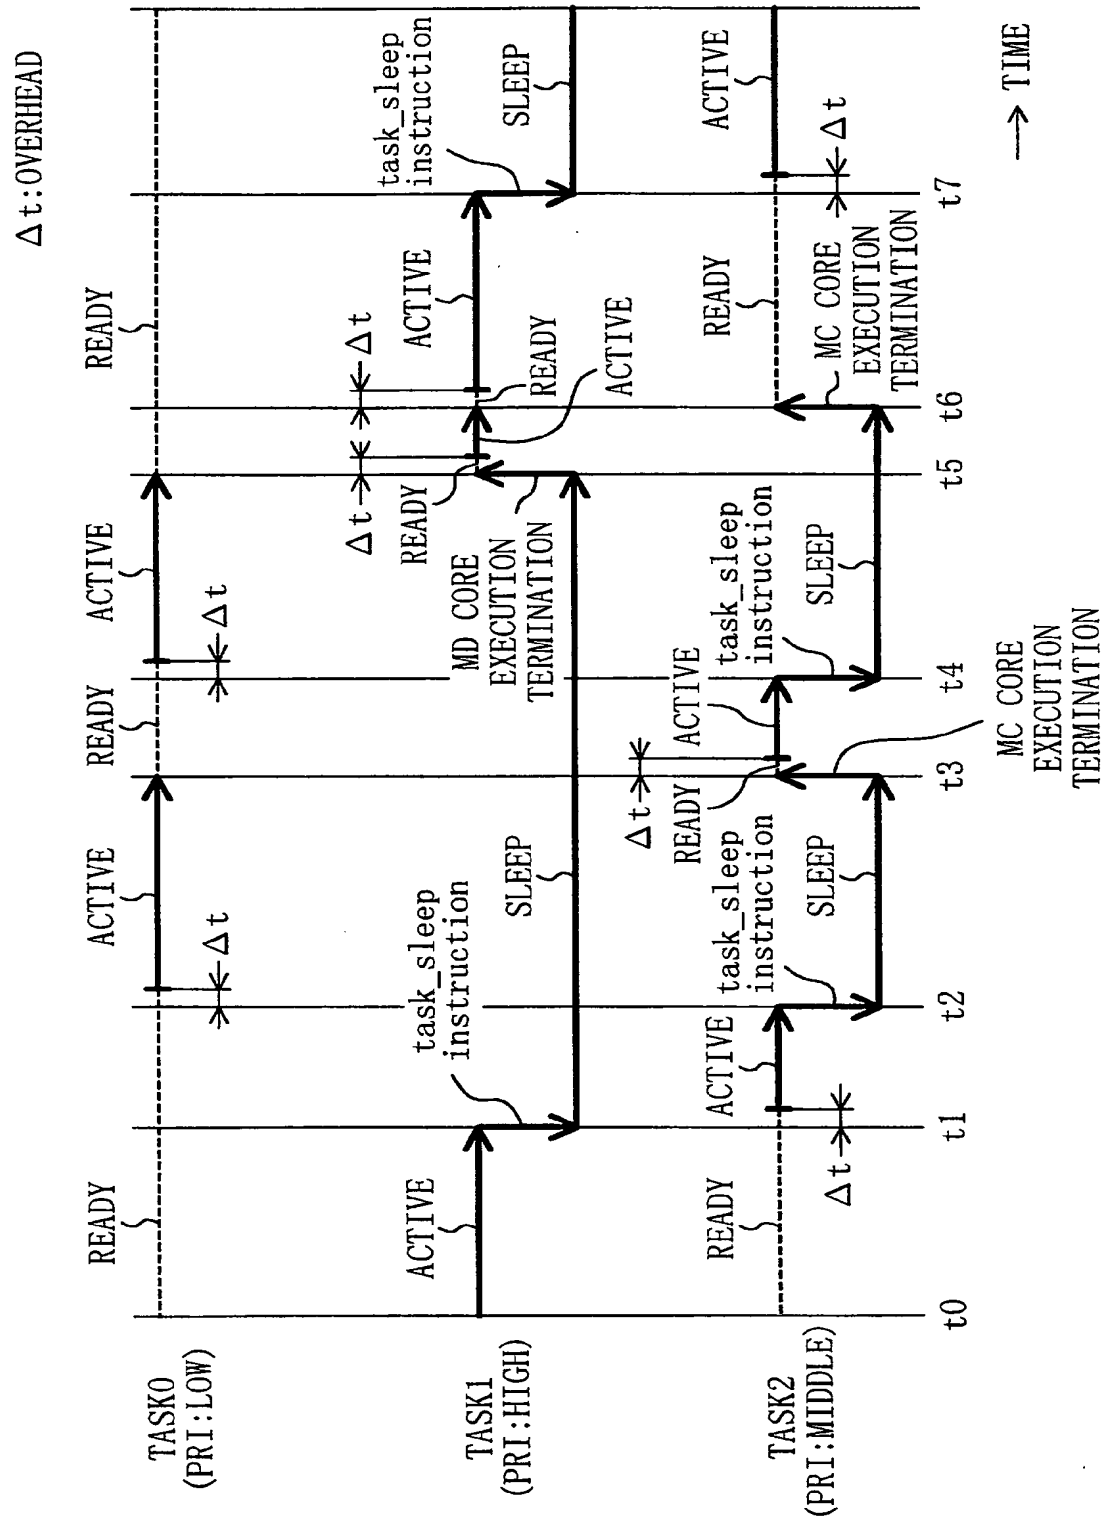 Δt:OVERHEAD
TASK0
(PRI:LOW)
READY
ACTIVE
READY
ACTIVE
READY
Δt
Δt
TASK1
(PRI:HIGH)
ACTIVE
task_sleep
instruction
SLEEP
MD CORE
EXECUTION
TERMINATION
READY
Δt
Δt
ACTIVE
READY
ACTIVE
task_sleep
instruction
SLEEP
TASK2
(PRI:MIDDLE)
READY
Δt
ACTIVE
task_sleep
instruction
SLEEP
READY
Δt
ACTIVE
task_sleep
instruction
SLEEP
MC CORE
EXECUTION
TERMINATION
READY
MC CORE
EXECUTION
TERMINATION
ACTIVE
Δt
t0
t1
t2
t3
t4
t5
t6
t7
TIME